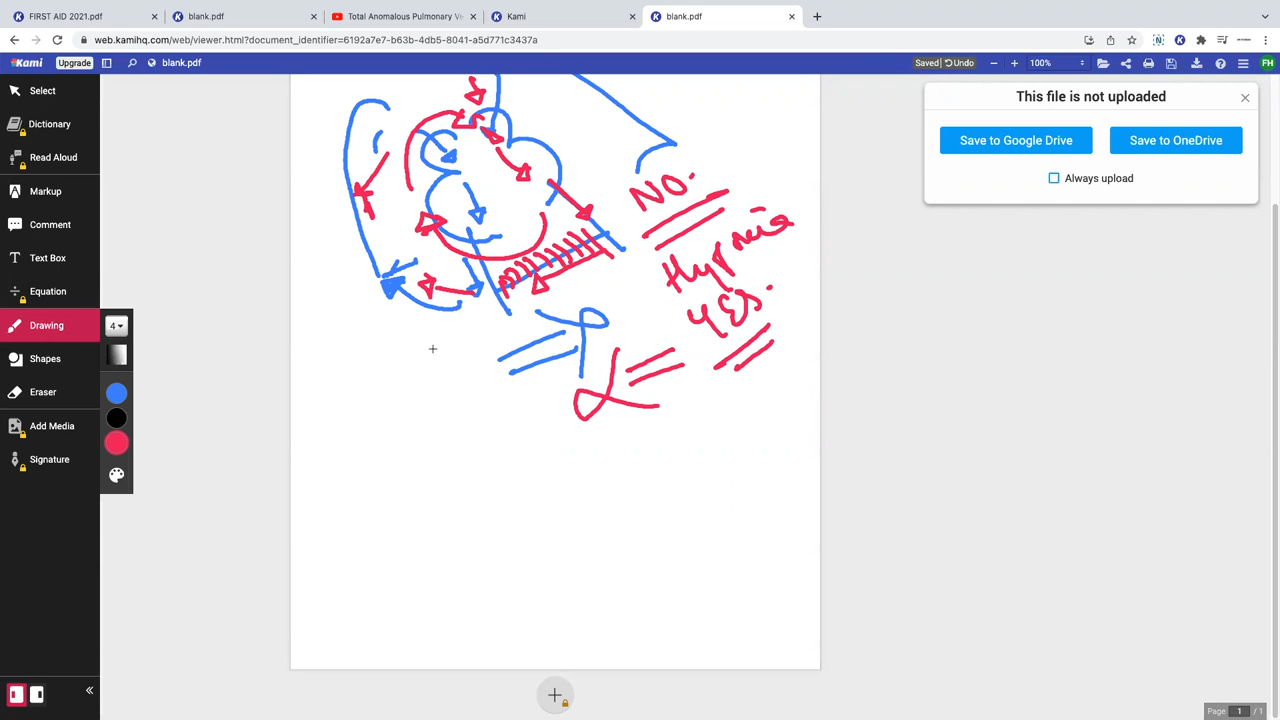 FIRST AID 2021.pdf
blank.pdf
Total Anomalous Pulmonary V
Kami
blank.pdf
web.kamihq.com/web/viewer.html?document_identifier=6192a7e7-b63b-4db5-8041-a5d771c3437a
Kami
Upgrade
blank.pdf
Saved
Undo
100%
FH
Select
Dictionary
Read Aloud
Markup
Comment
Text Box
Equation
Drawing
Shapes
Eraser
Add Media
Signature
4
This file is not uploaded
Save to Google Drive
Save to OneDrive
Always upload
NO.
YES.
Page 1 / 1